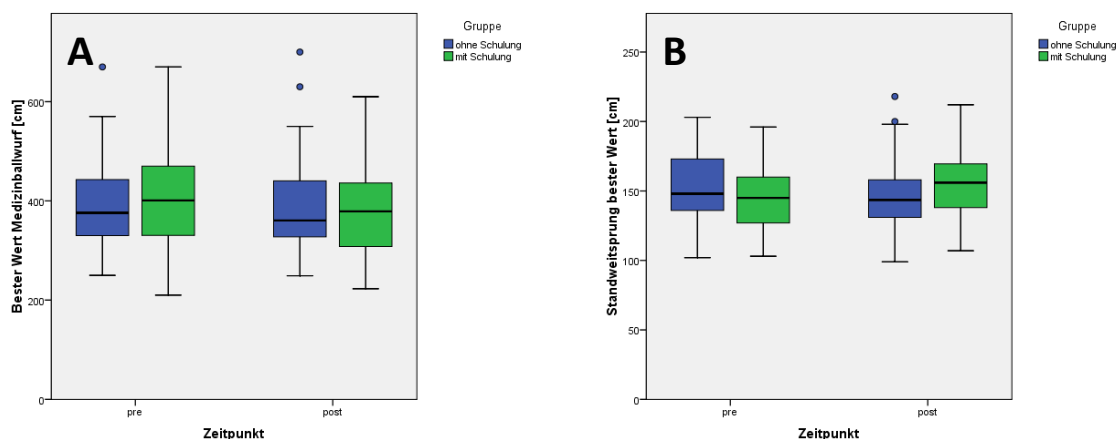 A
Gruppe
ohne Schulung
mit Schulung
Bester Wert Medizinballwurf [cm]
600
400
200
0
pre
post
Zeitpunkt
B
Gruppe
ohne Schulung
mit Schulung
Standweitsprung bester Wert [cm]
250
200
150
100
50
0
pre
post
Zeitpunkt